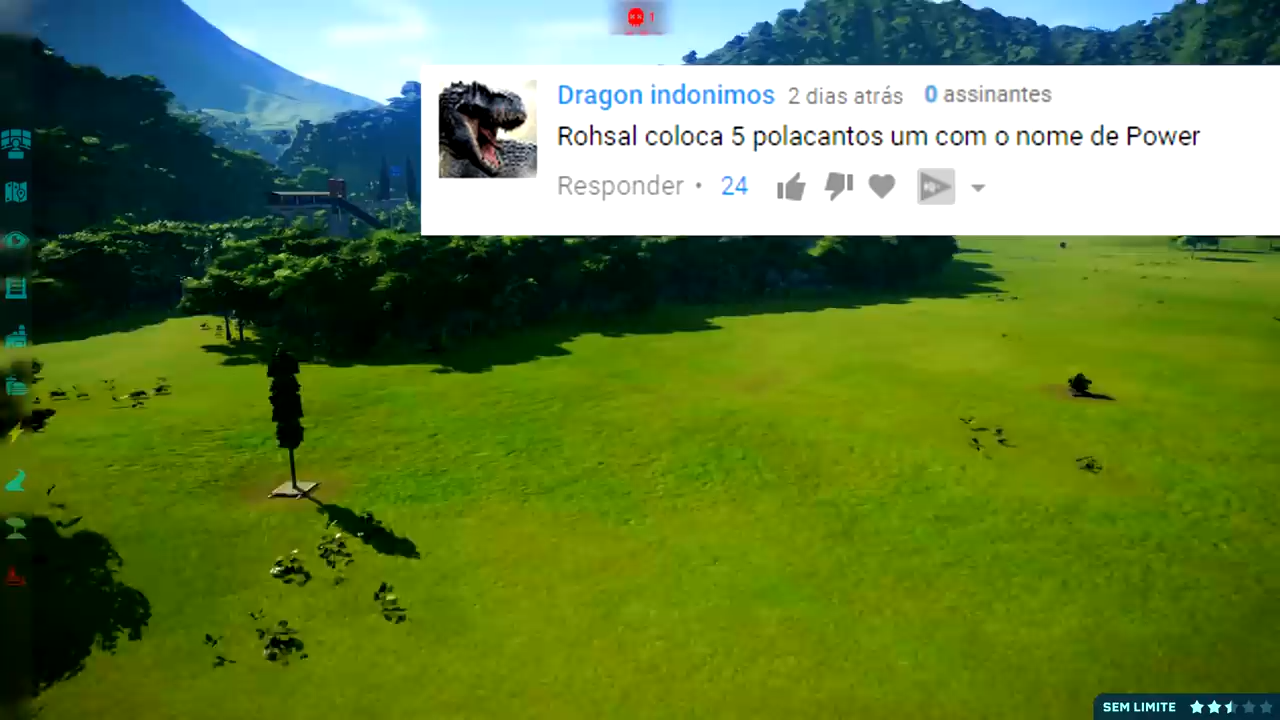 1
Dragon indonimos 2 dias atrás 0 assinantes
Rohsal coloca 5 polacantos um com o nome de Power
Responder • 24
SEM LIMITE